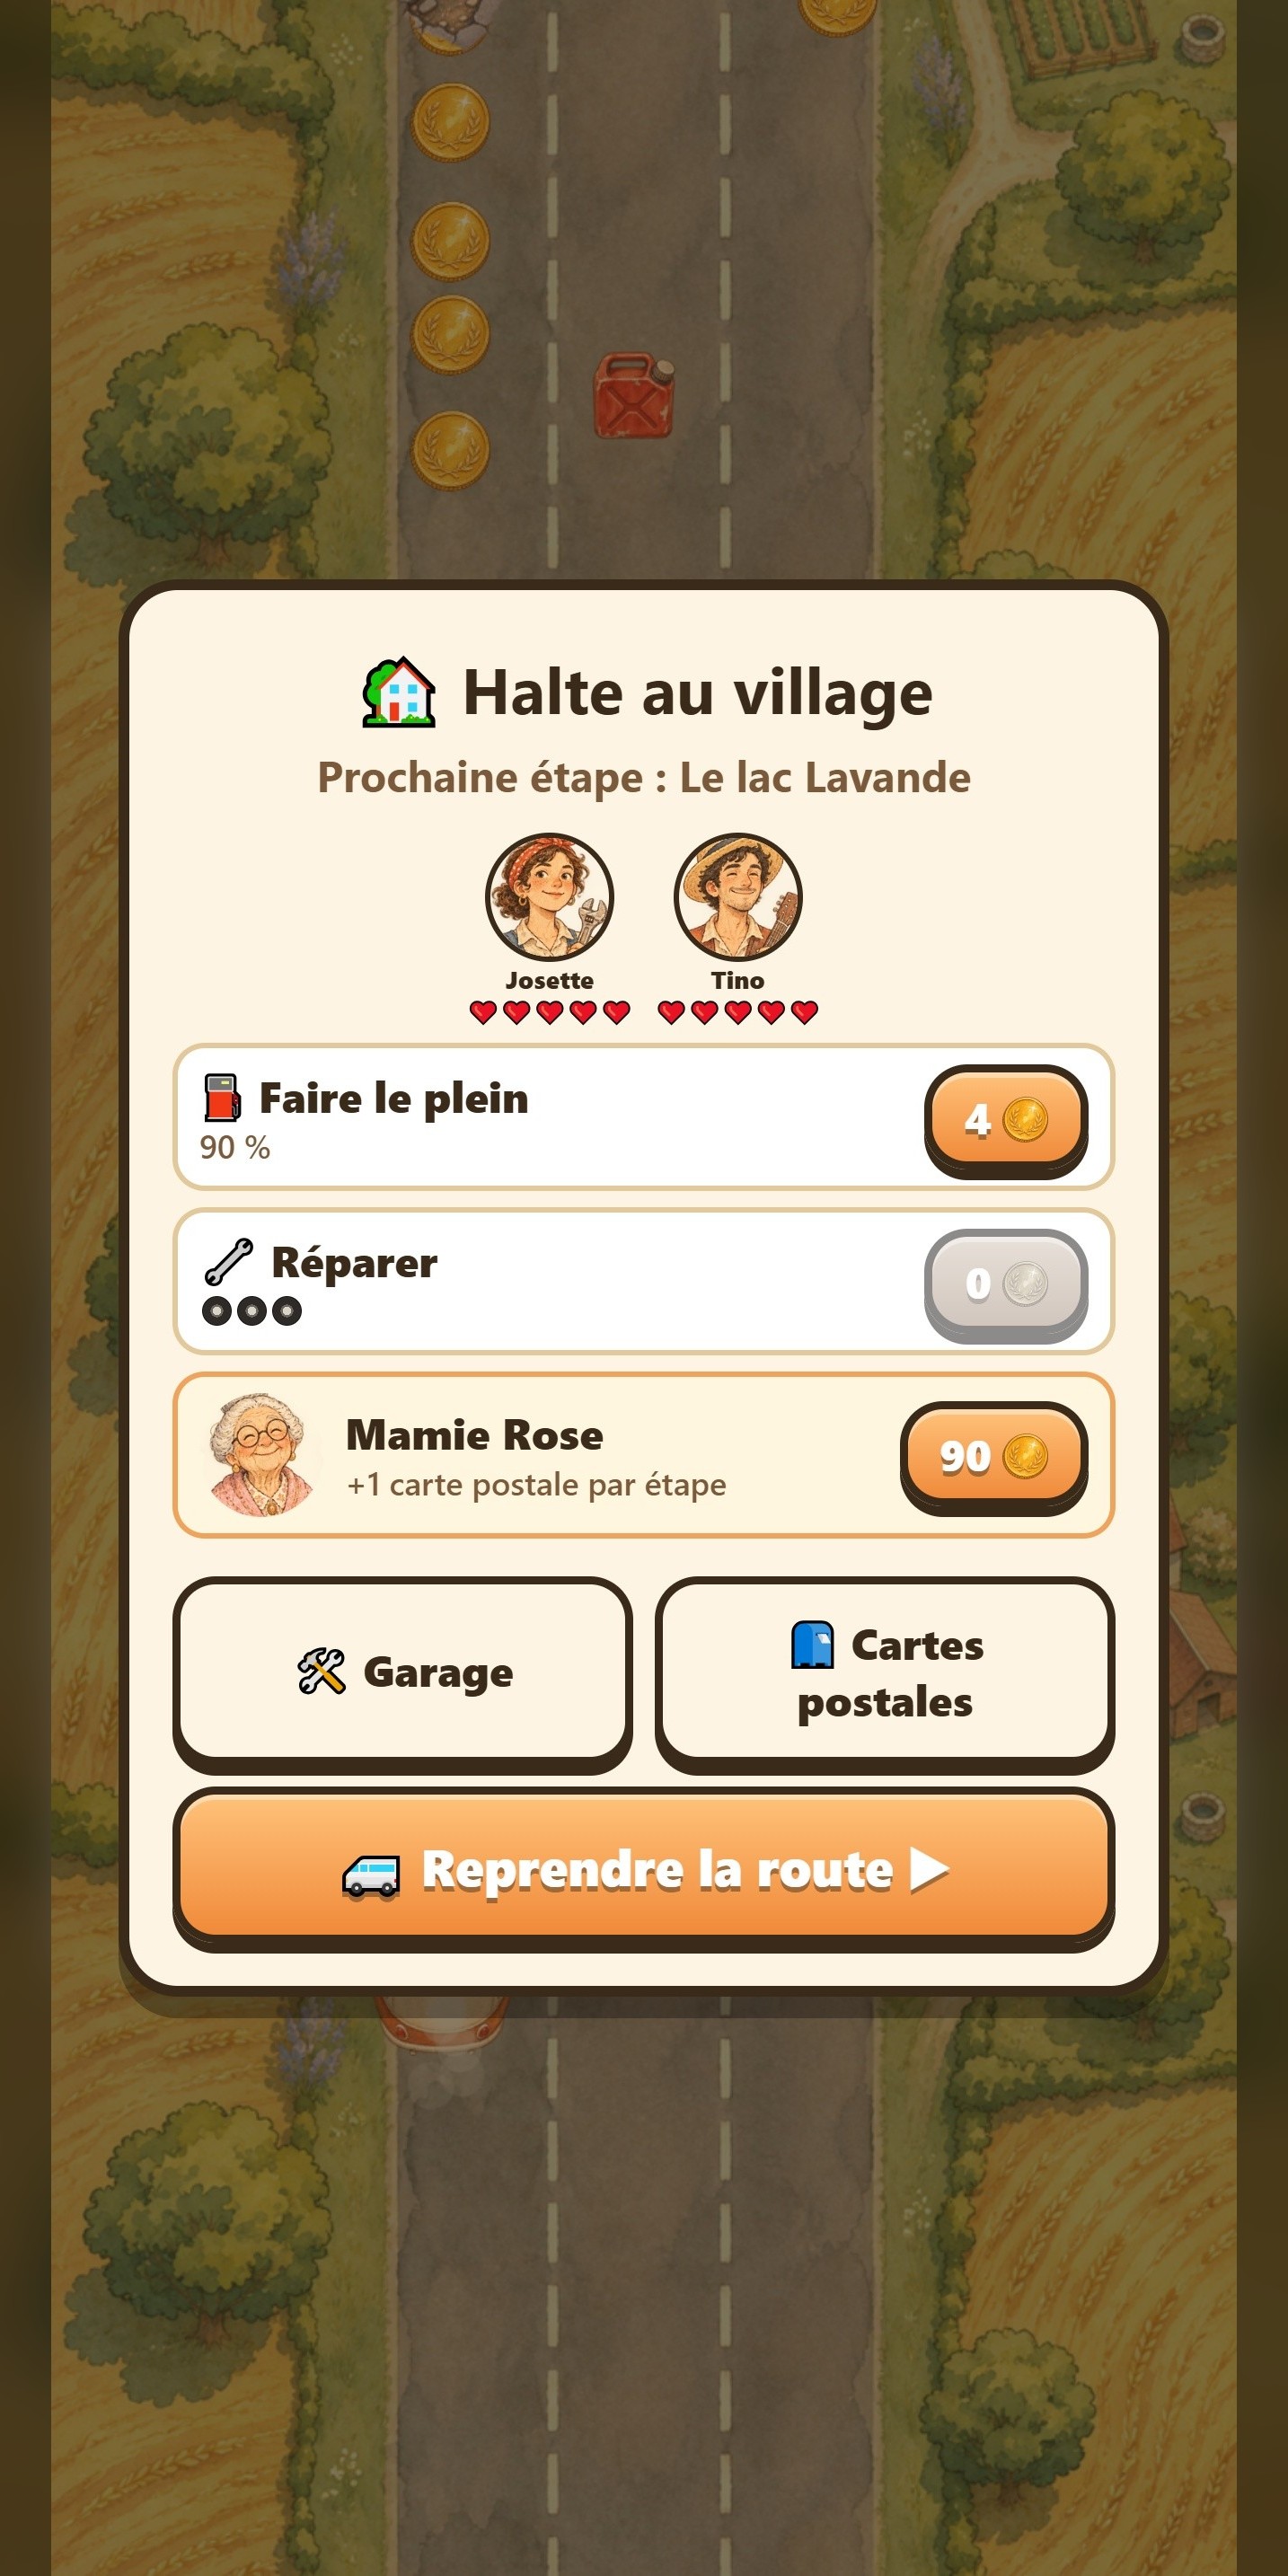 Halte au village
Prochaine étape : Le lac Lavande
Josette
Tino
Faire le plein
90 %
4
Réparer
0
Mamie Rose
+1 carte postale par étape
90
Garage
Cartes
postales
Reprendre la route